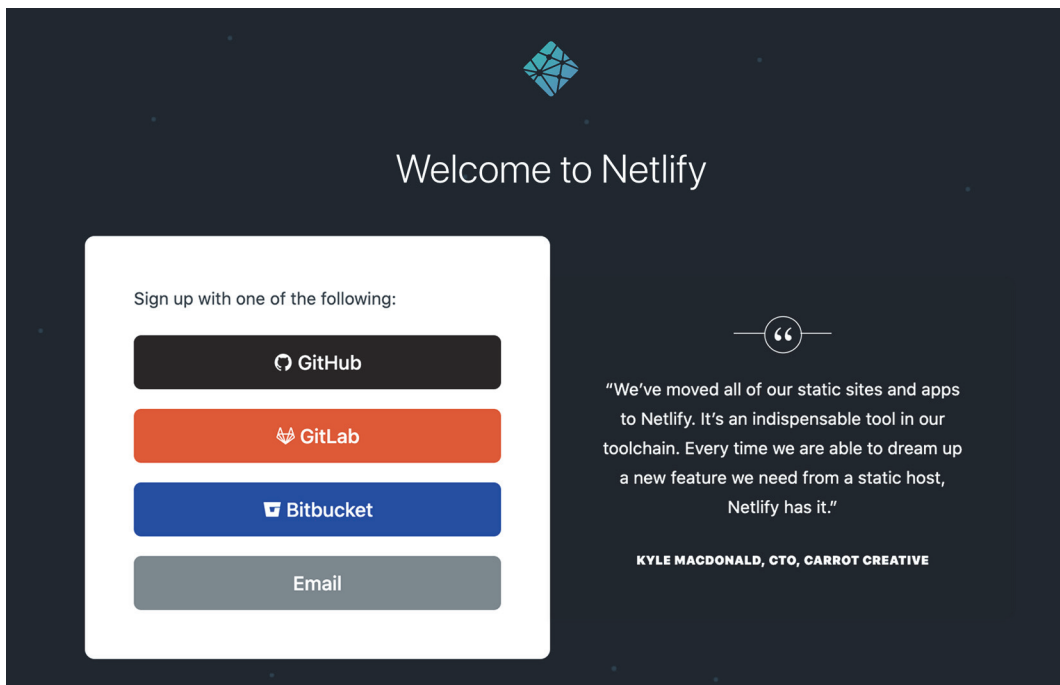 Welcome to Netlify
Sign up with one of the following:
GitHub
GitLab
Bitbucket
Email
“We’ve moved all of our static sites and apps
to Netlify. It’s an indispensable tool in our
toolchain. Every time we are able to dream up
a new feature we need from a static host,
Netlify has it.”
KYLE MACDONALD, CTO, CARROT CREATIVE